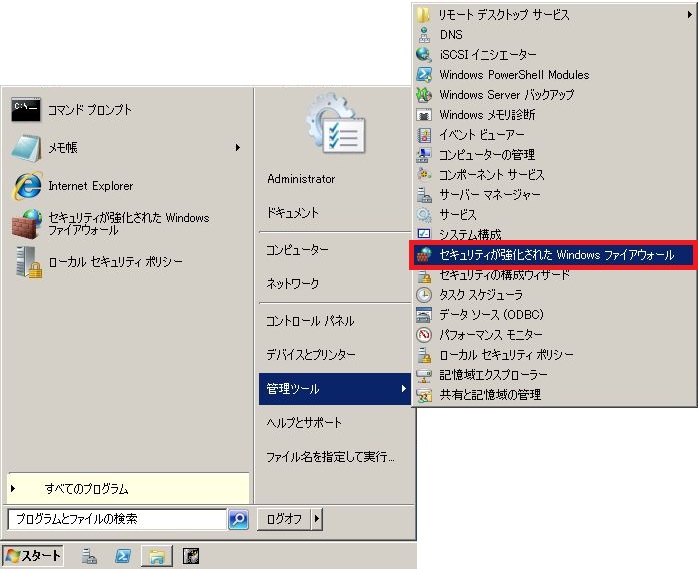 コマンド プロンプト
メモ帳
Internet Explorer
セキュリティが強化された Windows
ファイアウォール
ローカル セキュリティ ポリシー
すべてのプログラム
プログラムとファイルの検索
Administrator
ドキュメント
コンピューター
ネットワーク
コントロール パネル
デバイスとプリンター
管理ツール
ヘルプとサポート
ファイル名を指定して実行...
ログオフ
スタート
リモート デスクトップ サービス
DNS
iSCSI イニシエーター
Windows PowerShell Modules
Windows Server バックアップ
Windows メモリ診断
イベント ビューアー
コンピューターの管理
コンポーネント サービス
サーバー マネージャー
サービス
システム構成
セキュリティが強化された Windows ファイアウォール
セキュリティの構成ウィザード
タスク スケジューラ
データ ソース (ODBC)
パフォーマンス モニター
ローカル セキュリティ ポリシー
記憶域エクスプローラー
共有と記憶域の管理